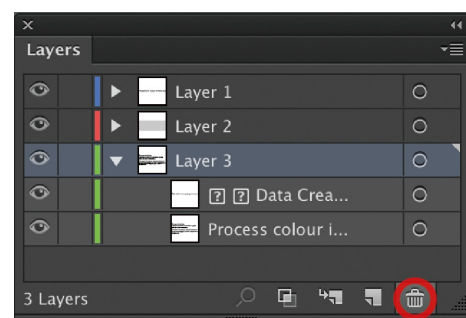 Layers
Layer 1
Layer 2
Layer 3
? ? Data Crea...
Process colour i...
3 Layers